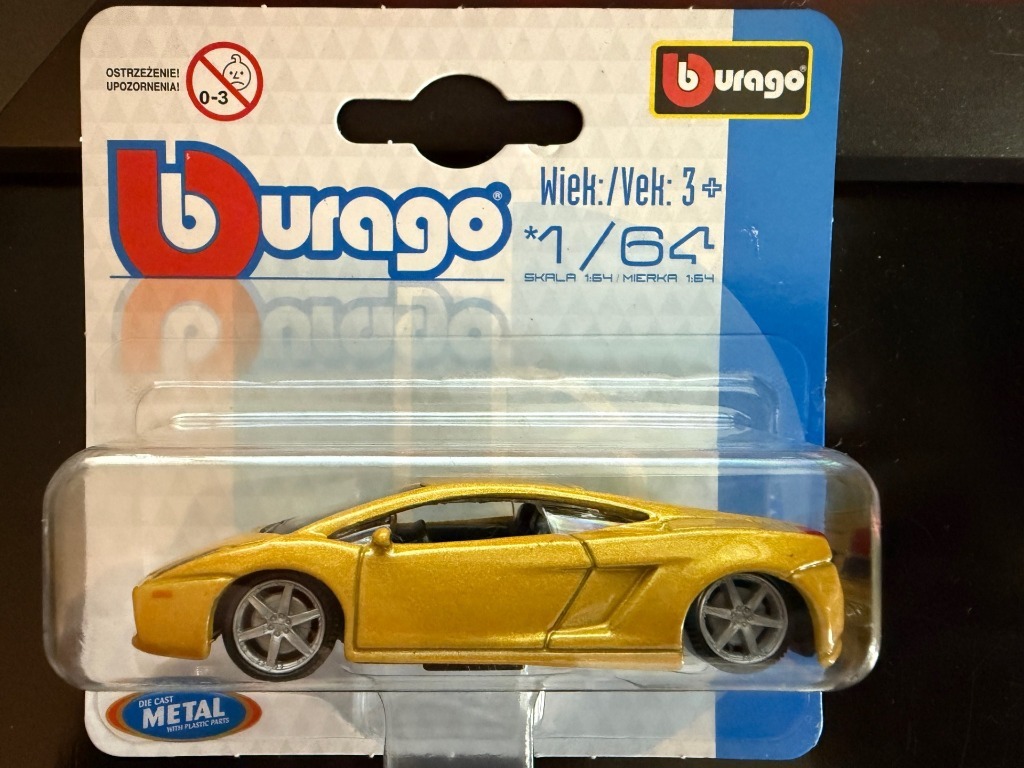 OSTRZEŻENIE!
UPOZORNENIA!
0-3
burago®
burago®
Wiek:/Vek: 3+
*1/64
SKALA 1:64 / MIERKA 1:64
DIE CAST
METAL
WITH PLASTIC PARTS